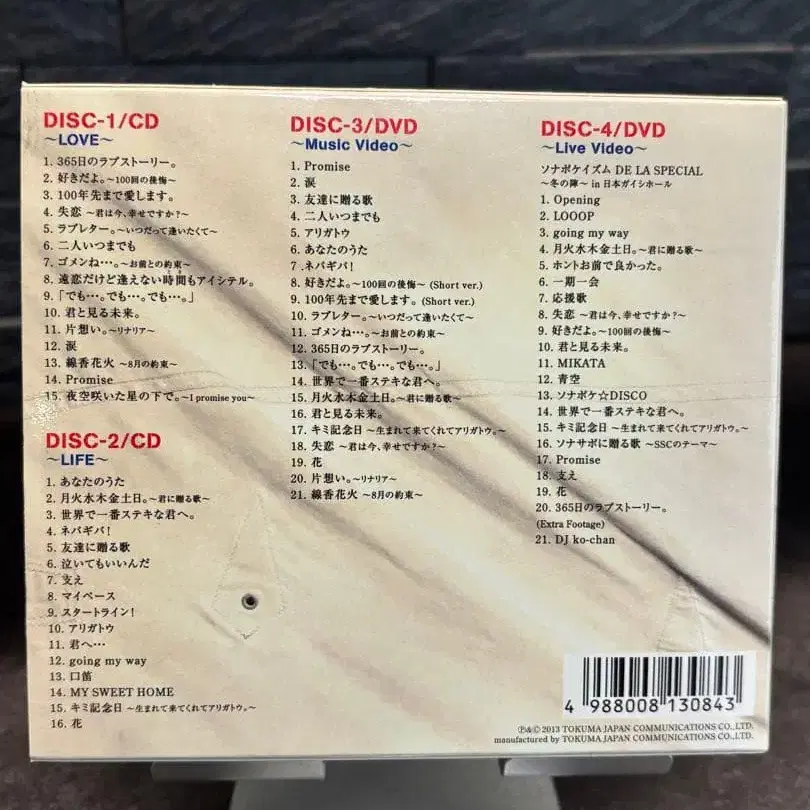 DISC-1/CD
~LOVE~
1. 365日のラブストーリー。
2. 好きだよ。~100回の後悔~
3. 100年先まで愛します。
4. 失恋 ~君は今、幸せですか?~
5. ラブレター。~いつだって逢いたくて~
6. 二人いつまでも
7. ゴメンね…。~お前との約束~
8. 遠恋だけど逢えない時間もアイシテル。
9. 「でも…。でも…。でも…。」
10. 君と見る未来。
11. 片想い。~リナリア~
12. 涙
13. 線香花火 ~8月の約束~
14. Promise
15. 夜空咲いた星の下で。~I promise you~
DISC-2/CD
~LIFE~
1. あなたのうた
2. 月火水木金土日。~君に贈る歌~
3. 世界で一番ステキな君へ。
4. ネバギバ!
5. 友達に贈る歌
6. 泣いてもいいんだ
7. 支え
8. マイペース
9. スタートライン!
10. アリガトウ
11. 君へ…
12. going my way
13. 口笛
14. MY SWEET HOME
15. キミ記念日 ~生まれて来てくれてアリガトウ。~
16. 花
DISC-3/DVD
~Music Video~
1. Promise
2. 涙
3. 友達に贈る歌
4. 二人いつまでも
5. アリガトウ
6. あなたのうた
7. ネバギバ!
8. 好きだよ。~100回の後悔~ (Short ver.)
9. 100年先まで愛します。 (Short ver.)
10. ラブレター。~いつだって逢いたくて~
11. ゴメンね…。~お前との約束~
12. 365日のラブストーリー。
13. 「でも…。でも…。でも…。」
14. 世界で一番ステキな君へ。
15. 月火水木金土日。~君に贈る歌~
16. 君と見る未来。
17. キミ記念日 ~生まれて来てくれてアリガトウ。~
18. 失恋 ~君は今、幸せですか?~
19. 花
20. 片想い。~リナリア~
21. 線香花火 ~8月の約束~
DISC-4/DVD
~Live Video~
ソナポケイズム DE LA SPECIAL
~冬の陣~ in 日本ガイシホール
1. Opening
2. LOOOP
3. going my way
4. 月火水木金土日。~君に贈る歌~
5. ホントお前で良かった。
6. 一期一会
7. 応援歌
8. 失恋 ~君は今、幸せですか?~
9. 好きだよ。~100回の後悔~
10. 君と見る未来。
11. MIKATA
12. 青空
13. ソナポケ☆DISCO
14. 世界で一番ステキな君へ。
15. キミ記念日 ~生まれて来てくれてアリガトウ。~
16. ソナサポに贈る歌 ~SSCのテーマ~
17. Promise
18. 支え
19. 花
20. 365日のラブストーリー。
(Extra Footage)
21. DJ ko-chan
4 988008 130843
℗&© 2013 TOKUMA JAPAN COMMUNICATIONS CO.,LTD.
manufactured by TOKUMA JAPAN COMMUNICATIONS CO.,LTD.